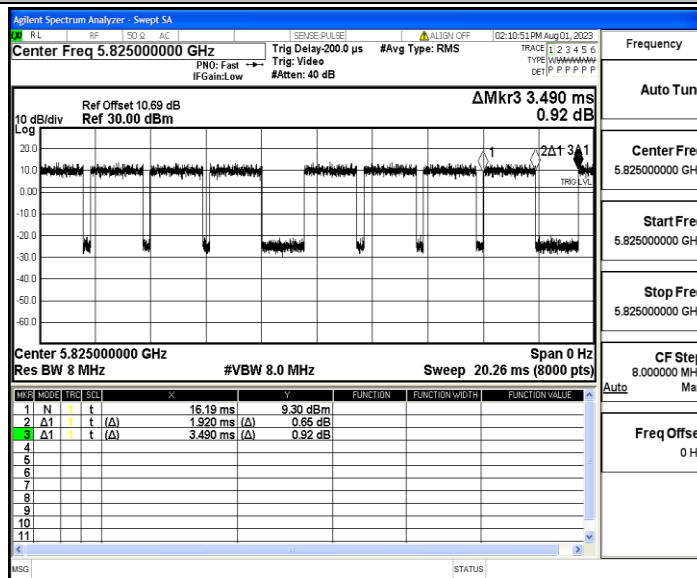 Agilent Spectrum Analyzer - Swept SA
RL RF 50 Ω AC SENSE:PULSE ALIGN OFF 02:10:51 PM Aug 01, 2023
Center Freq 5.825000000 GHz
PNO: Fast
IFGain:Low
Trig Delay-200.0 µs
Trig: Video
#Atten: 40 dB
#Avg Type: RMS
TRACE 1 2 3 4 5 6
TYPE
DET P P P P P P
ΔMkr3 3.490 ms
0.92 dB
Ref Offset 10.69 dB
10 dB/div Ref 30.00 dBm
Log
20.0
10.0
0.00
-10.0
-20.0
-30.0
-40.0
-50.0
-60.0
1 2Δ1 3Δ1
TRIG LVL
Center 5.825000000 GHz Span 0 Hz
Res BW 8 MHz #VBW 8.0 MHz Sweep 20.26 ms (8000 pts)
MKR MODE TRC SCL X Y FUNCTION FUNCTION WIDTH FUNCTION VALUE
1 N t 16.19 ms 9.30 dBm
2 Δ1 t (Δ) 1.920 ms (Δ) 0.65 dB
3 Δ1 t (Δ) 3.490 ms (Δ) 0.92 dB
4
5
6
7
8
9
10
11
MSG STATUS
Frequency
Auto Tun
Center Fre
5.825000000 GH
Start Fre
5.825000000 GH
Stop Fre
5.825000000 GH
CF Step
8.000000 MH
Auto Ma
Freq Offse
0 H